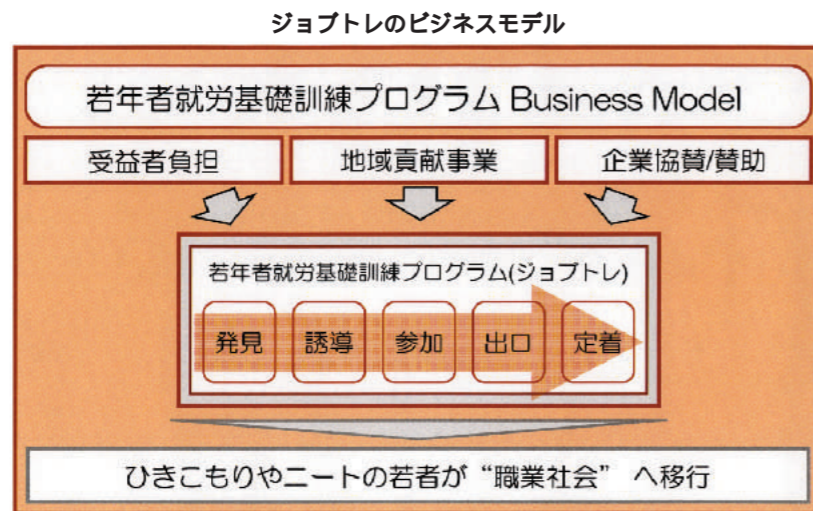 ジョブトレのビジネスモデル
若年者就労基礎訓練プログラム Business Model
受益者負担
地域貢献事業
企業協賛/賛助
若年者就労基礎訓練プログラム(ジョブトレ)
発見 誘導 参加 出口 定着
ひきこもりやニートの若者が“職業社会” へ移行